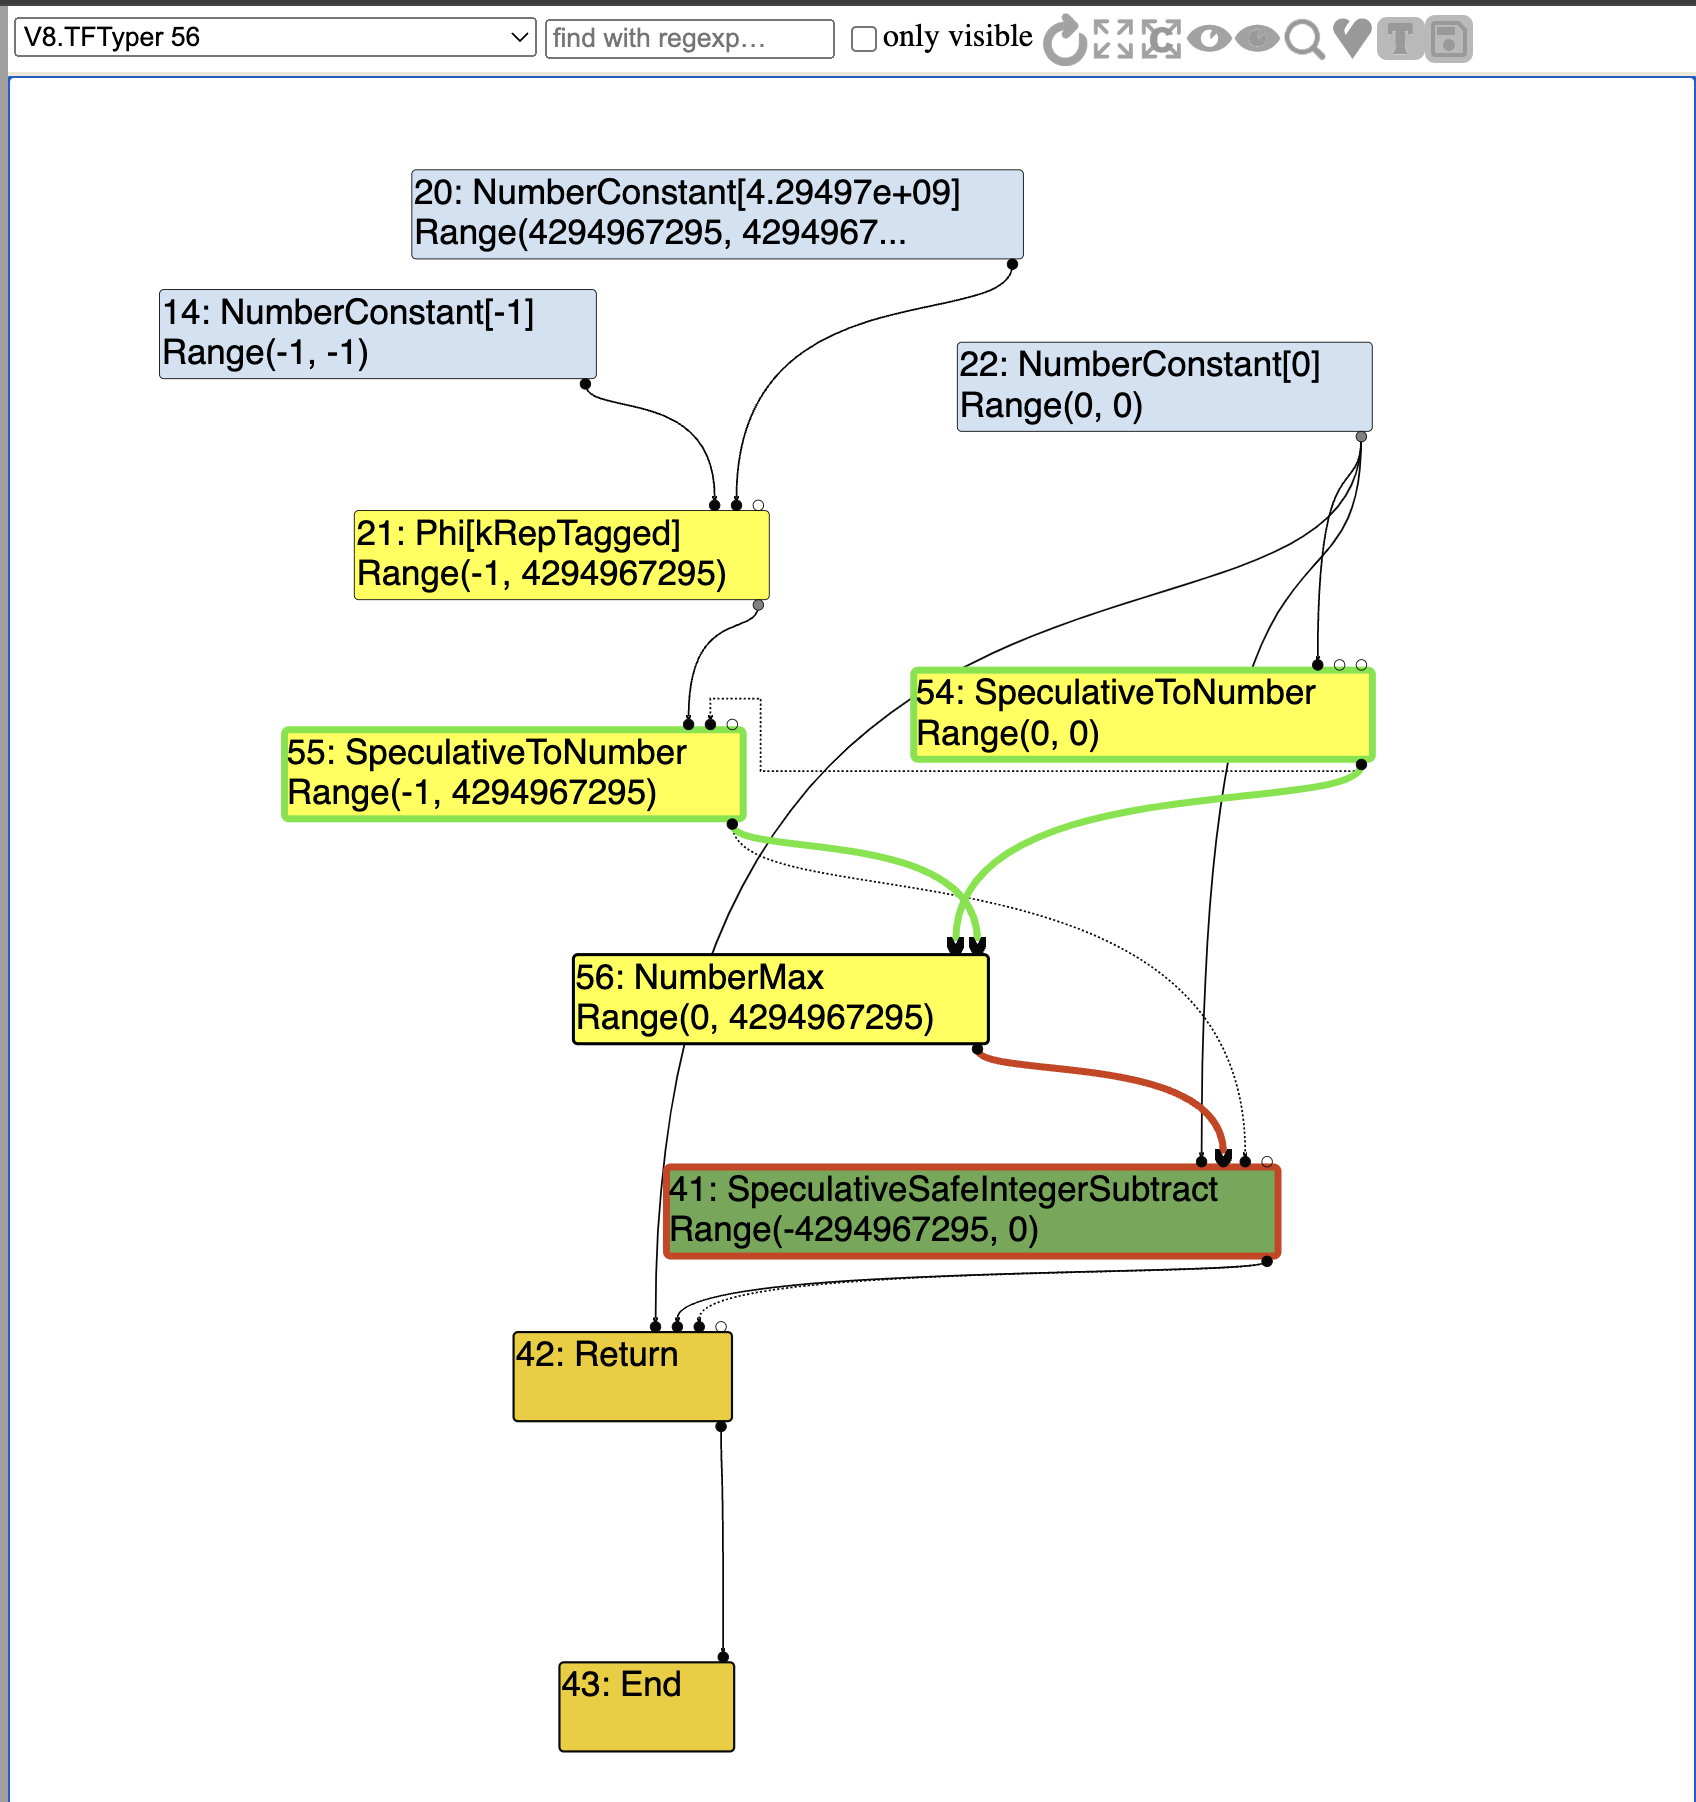 V8.TFTyper 56
find with regexp...
only visible
20: NumberConstant[4.29497e+09]
Range(4294967295, 4294967...
14: NumberConstant[-1]
Range(-1, -1)
22: NumberConstant[0]
Range(0, 0)
21: Phi[kRepTagged]
Range(-1, 4294967295)
54: SpeculativeToNumber
Range(0, 0)
55: SpeculativeToNumber
Range(-1, 4294967295)
56: NumberMax
Range(0, 4294967295)
41: SpeculativeSafeIntegerSubtract
Range(-4294967295, 0)
42: Return
43: End